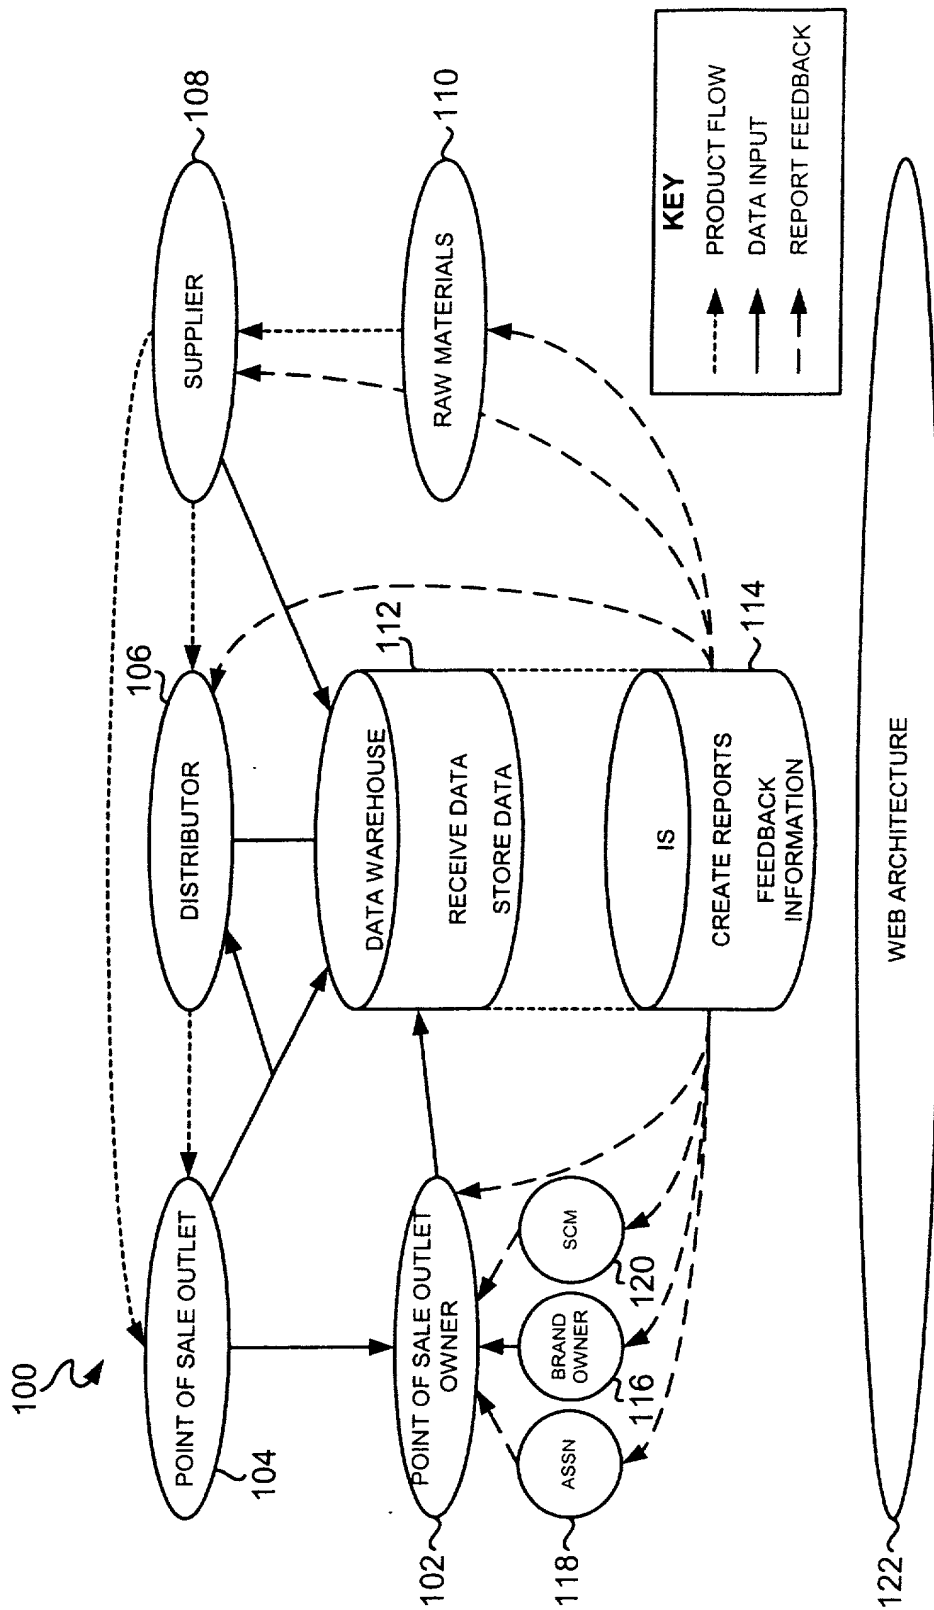 100
POINT OF SALE OUTLET
104
DISTRIBUTOR
106
SUPPLIER
108
POINT OF SALE OUTLET
OWNER
102
DATA WAREHOUSE
RECEIVE DATA
STORE DATA
112
RAW MATERIALS
110
ASSN
118
BRAND
OWNER
116
SCM
120
IS
CREATE REPORTS
FEEDBACK
INFORMATION
114
KEY
PRODUCT FLOW
DATA INPUT
REPORT FEEDBACK
WEB ARCHITECTURE
122